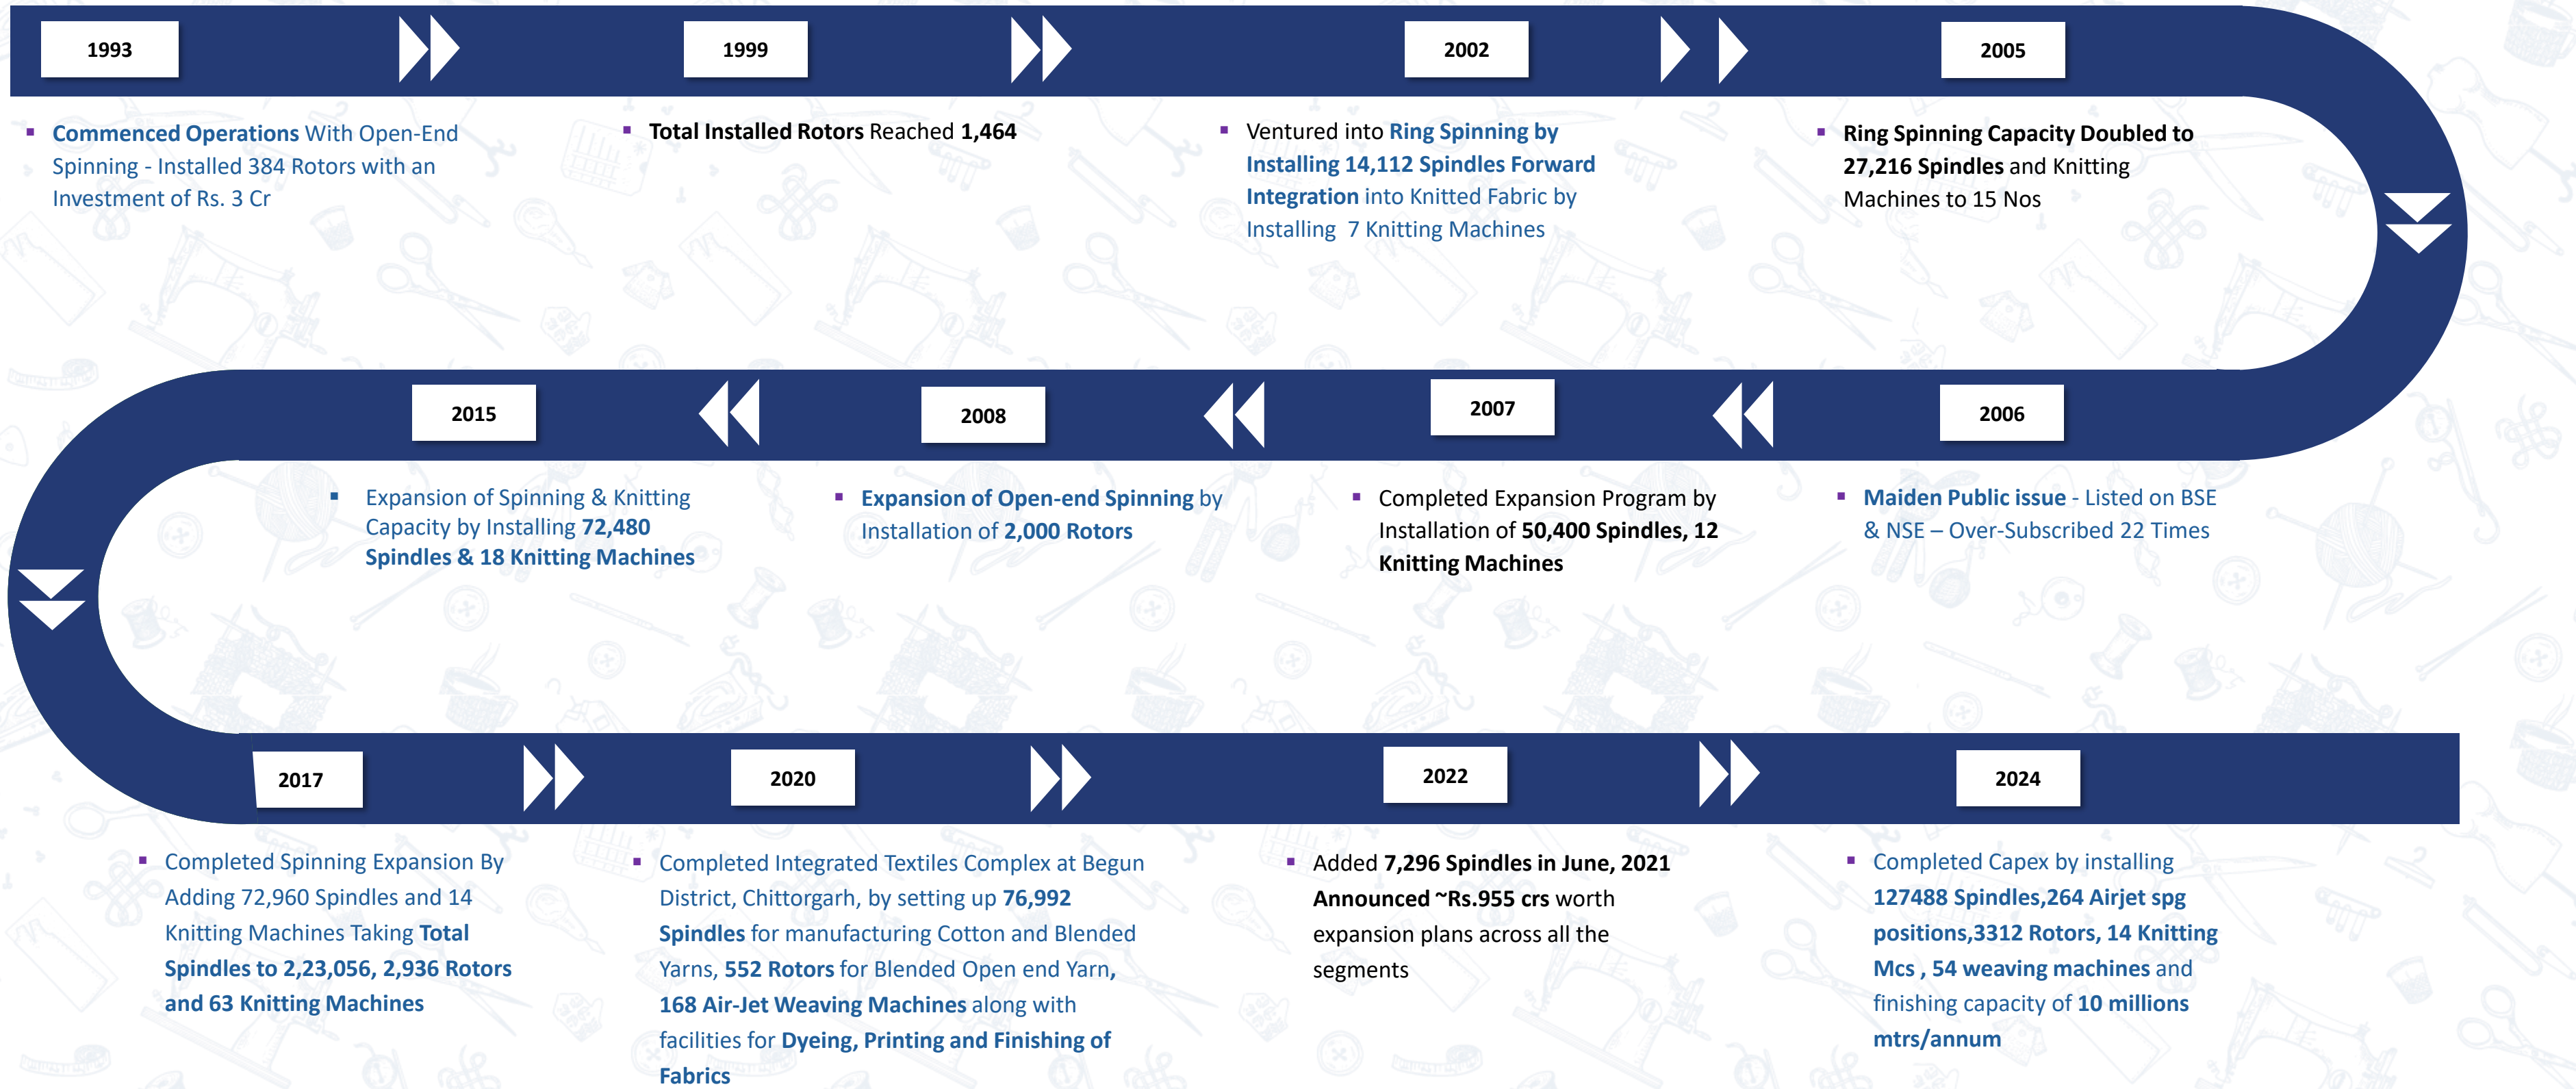 1993
Commenced Operations With Open-End
Spinning - Installed 384 Rotors with an
Investment of Rs. 3 Cr
1999
Total Installed Rotors Reached 1,464
2002
Ventured into Ring Spinning by
Installing 14,112 Spindles Forward
Integration into Knitted Fabric by
Installing 7 Knitting Machines
2005
Ring Spinning Capacity Doubled to
27,216 Spindles and Knitting
Machines to 15 Nos
2006
Maiden Public issue - Listed on BSE
& NSE – Over-Subscribed 22 Times
2007
Completed Expansion Program by
Installation of 50,400 Spindles, 12
Knitting Machines
2008
Expansion of Open-end Spinning by
Installation of 2,000 Rotors
2015
Expansion of Spinning & Knitting
Capacity by Installing 72,480
Spindles & 18 Knitting Machines
2017
Completed Spinning Expansion By
Adding 72,960 Spindles and 14
Knitting Machines Taking Total
Spindles to 2,23,056, 2,936 Rotors
and 63 Knitting Machines
2020
Completed Integrated Textiles Complex at Begun
District, Chittorgarh, by setting up 76,992
Spindles for manufacturing Cotton and Blended
Yarns, 552 Rotors for Blended Open end Yarn,
168 Air-Jet Weaving Machines along with
facilities for Dyeing, Printing and Finishing of
Fabrics
2022
Added 7,296 Spindles in June, 2021
Announced ~Rs.955 crs worth
expansion plans across all the
segments
2024
Completed Capex by installing
127488 Spindles,264 Airjet spg
positions,3312 Rotors, 14 Knitting
Mcs , 54 weaving machines and
finishing capacity of 10 millions
mtrs/annum